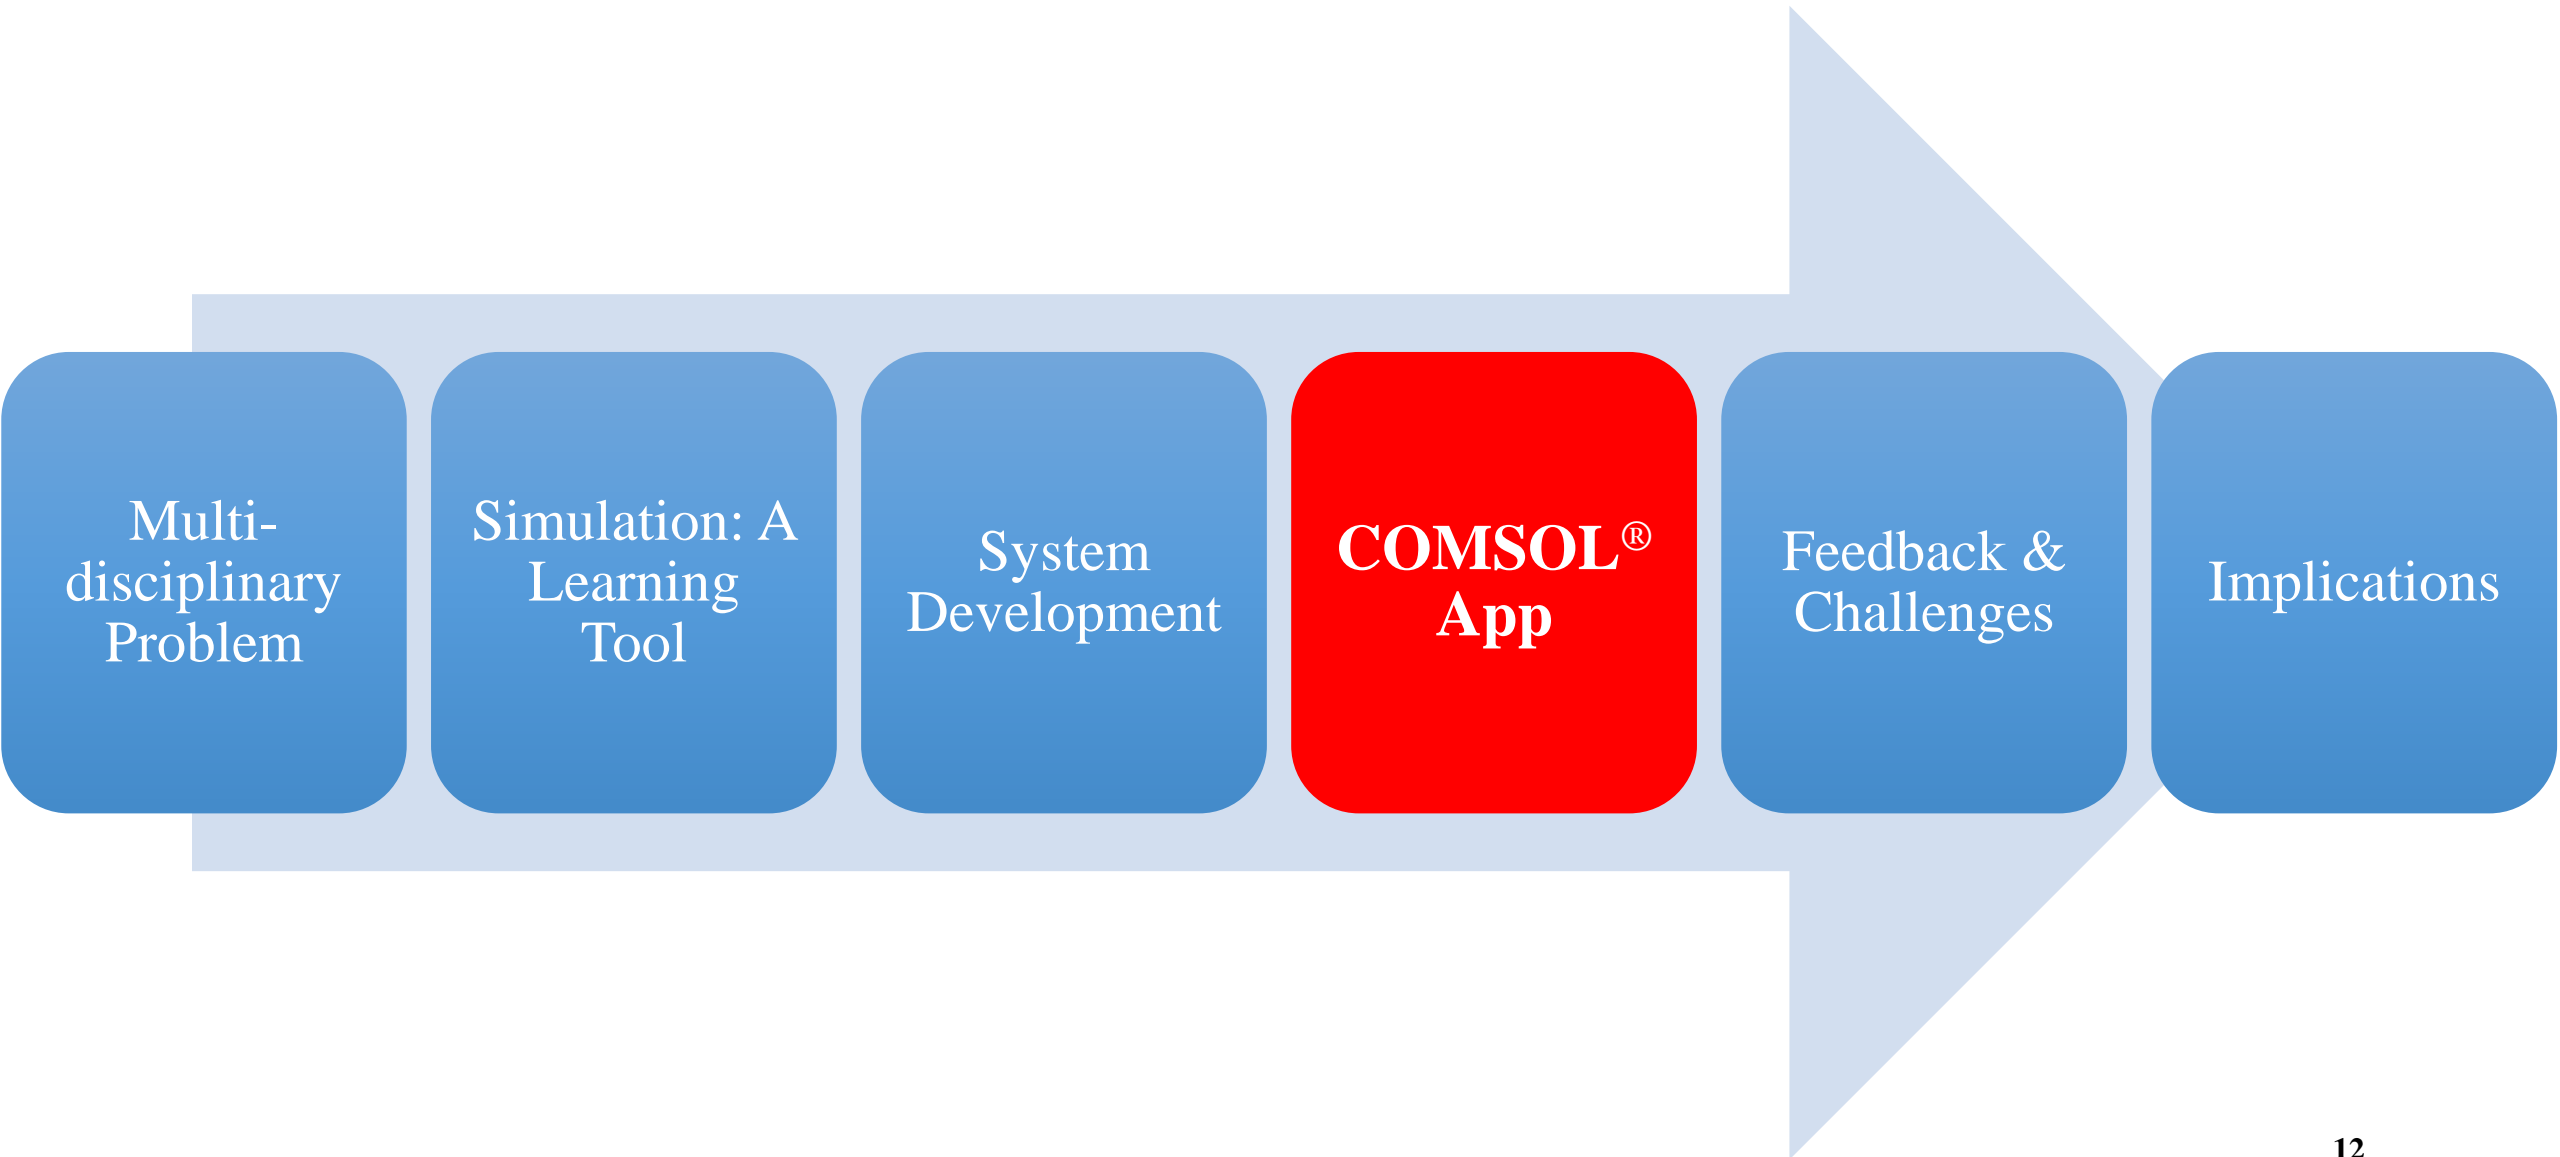 Multi-
disciplinary
Problem
Simulation: A
Learning
Tool
System
Development
COMSOL®
App
Feedback &
Challenges
Implications
12